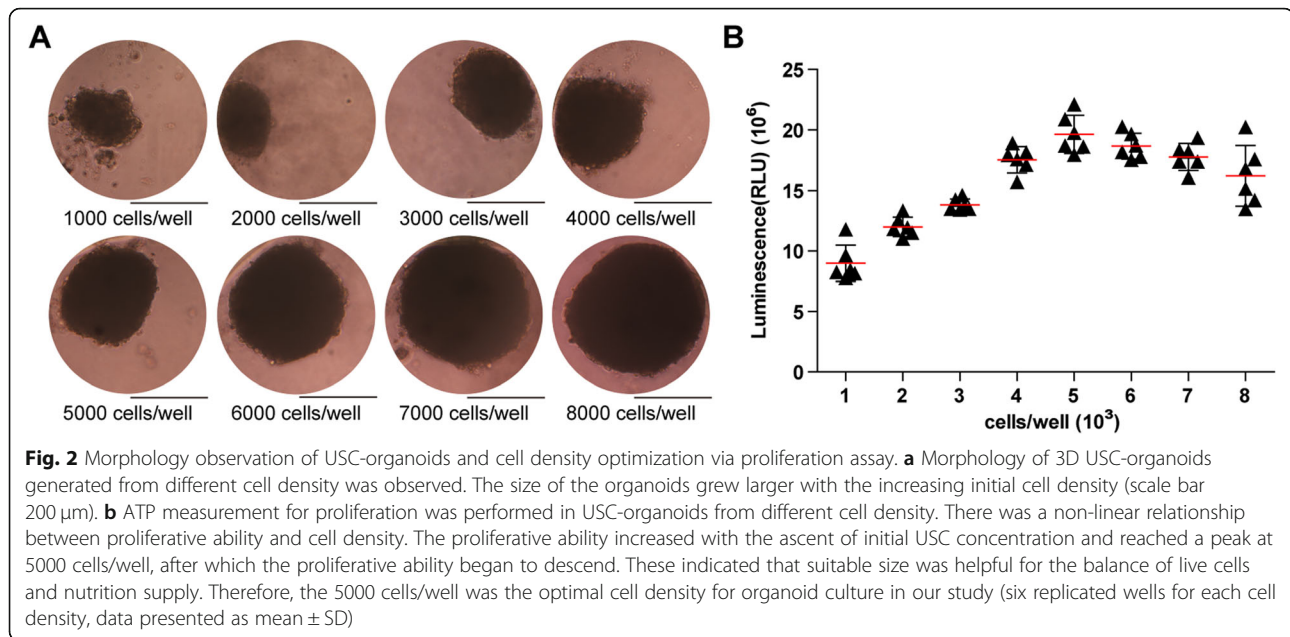 A
1000 cells/well 2000 cells/well 3000 cells/well 4000 cells/well
5000 cells/well 6000 cells/well 7000 cells/well 8000 cells/well
B
Luminescence(RLU) (10⁶)
25
20
15
10
5
0
1 2 3 4 5 6 7 8
cells/well (10³)
Fig. 2 Morphology observation of USC-organoids and cell density optimization via proliferation assay. a Morphology of 3D USC-organoids
generated from different cell density was observed. The size of the organoids grew larger with the increasing initial cell density (scale bar
200 μm). b ATP measurement for proliferation was performed in USC-organoids from different cell density. There was a non-linear relationship
between proliferative ability and cell density. The proliferative ability increased with the ascent of initial USC concentration and reached a peak at
5000 cells/well, after which the proliferative ability began to descend. These indicated that suitable size was helpful for the balance of live cells
and nutrition supply. Therefore, the 5000 cells/well was the optimal cell density for organoid culture in our study (six replicated wells for each cell
density, data presented as mean ± SD)